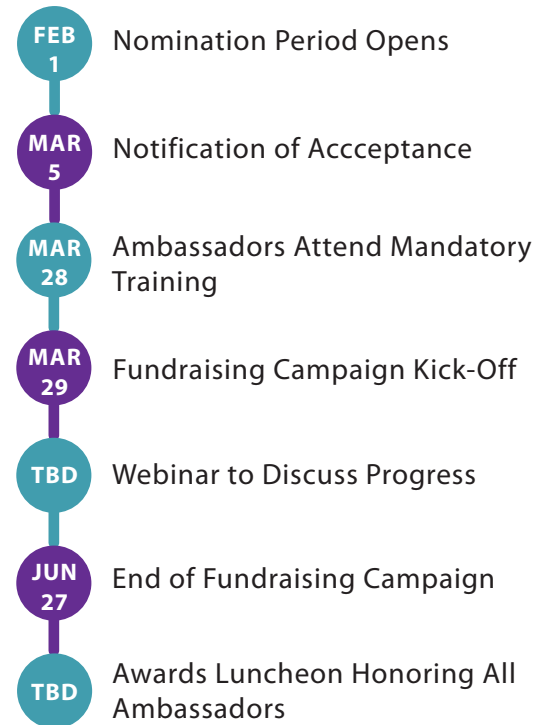 FEB
1
Nomination Period Opens
MAR
5
Notification of Accceptance
MAR
28
Ambassadors Attend Mandatory
Training
MAR
29
Fundraising Campaign Kick-Off
TBD
Webinar to Discuss Progress
JUN
27
End of Fundraising Campaign
TBD
Awards Luncheon Honoring All
Ambassadors